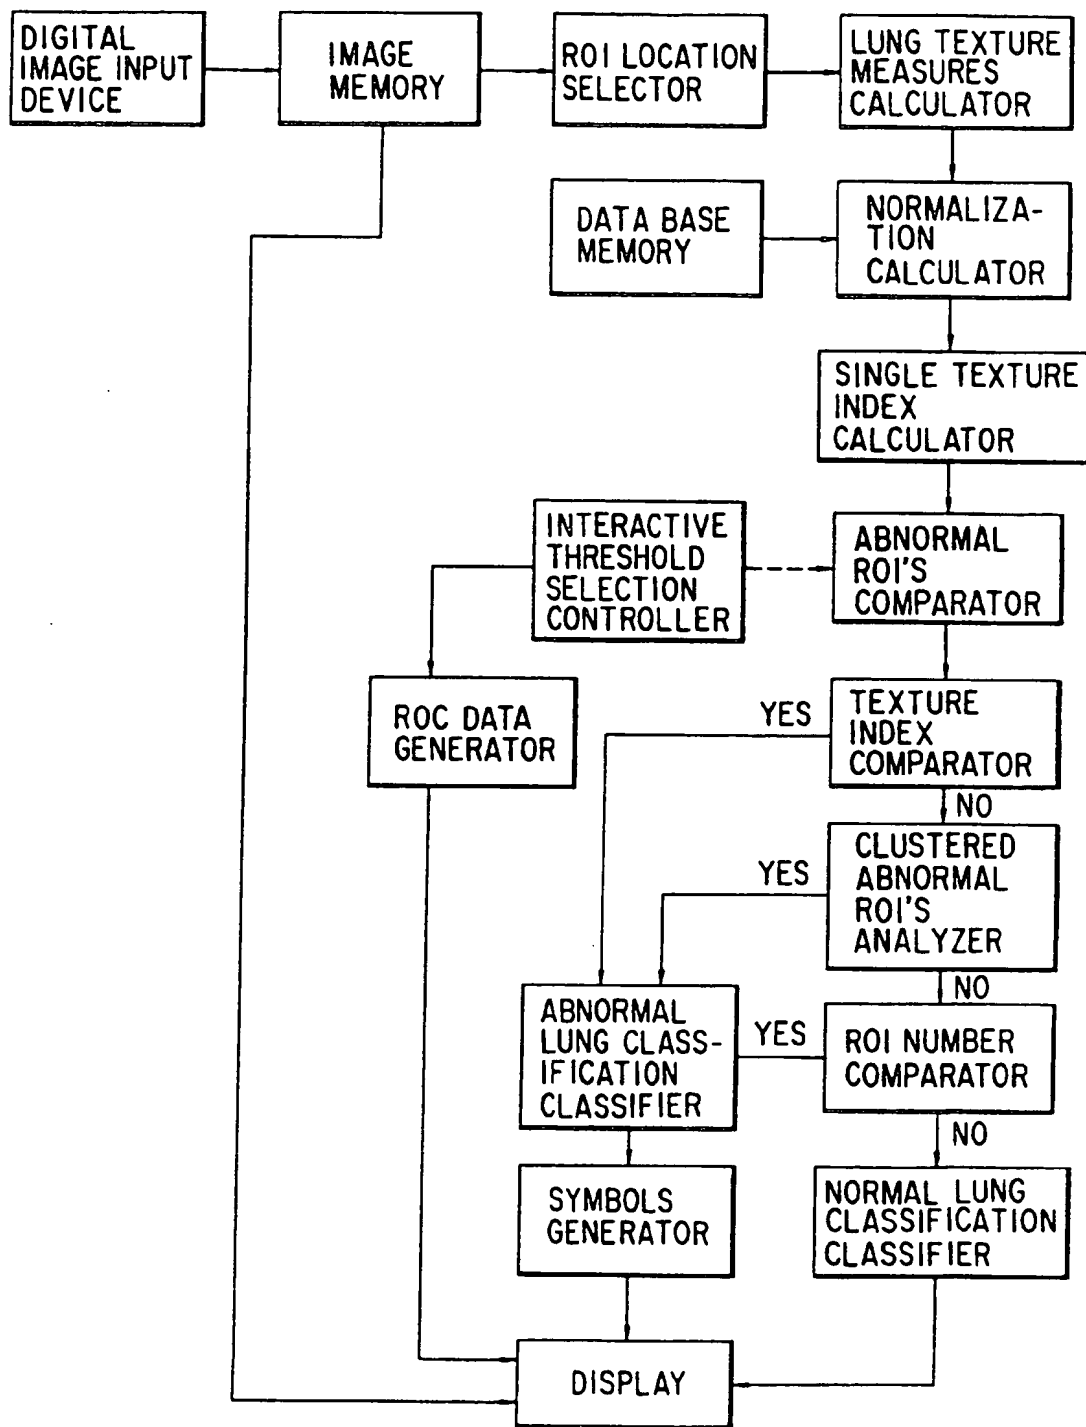 DIGITAL
IMAGE INPUT
DEVICE
IMAGE
MEMORY
ROI LOCATION
SELECTOR
LUNG TEXTURE
MEASURES
CALCULATOR
DATA BASE
MEMORY
NORMALIZA-
TION
CALCULATOR
SINGLE TEXTURE
INDEX
CALCULATOR
INTERACTIVE
THRESHOLD
SELECTION
CONTROLLER
ABNORMAL
ROI'S
COMPARATOR
ROC DATA
GENERATOR
YES
TEXTURE
INDEX
COMPARATOR
NO
YES
CLUSTERED
ABNORMAL
ROI'S
ANALYZER
NO
ABNORMAL
LUNG CLASS-
IFICATION
CLASSIFIER
YES
ROI NUMBER
COMPARATOR
NO
SYMBOLS
GENERATOR
NORMAL LUNG
CLASSIFICATION
CLASSIFIER
DISPLAY